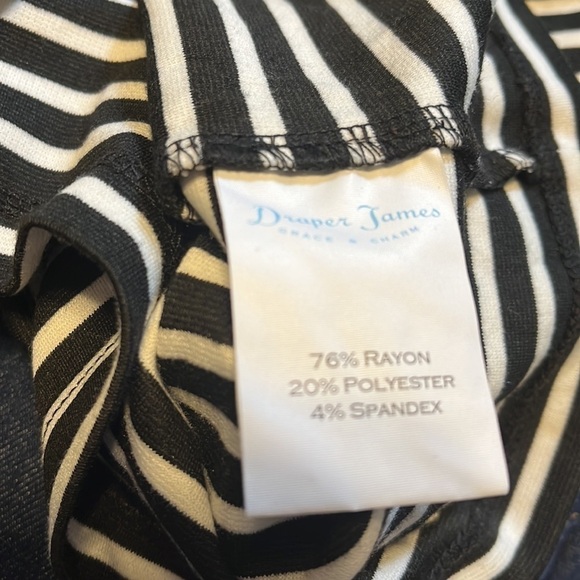 Draper James
GRACE & CHARM
76% RAYON
20% POLYESTER
4% SPANDEX